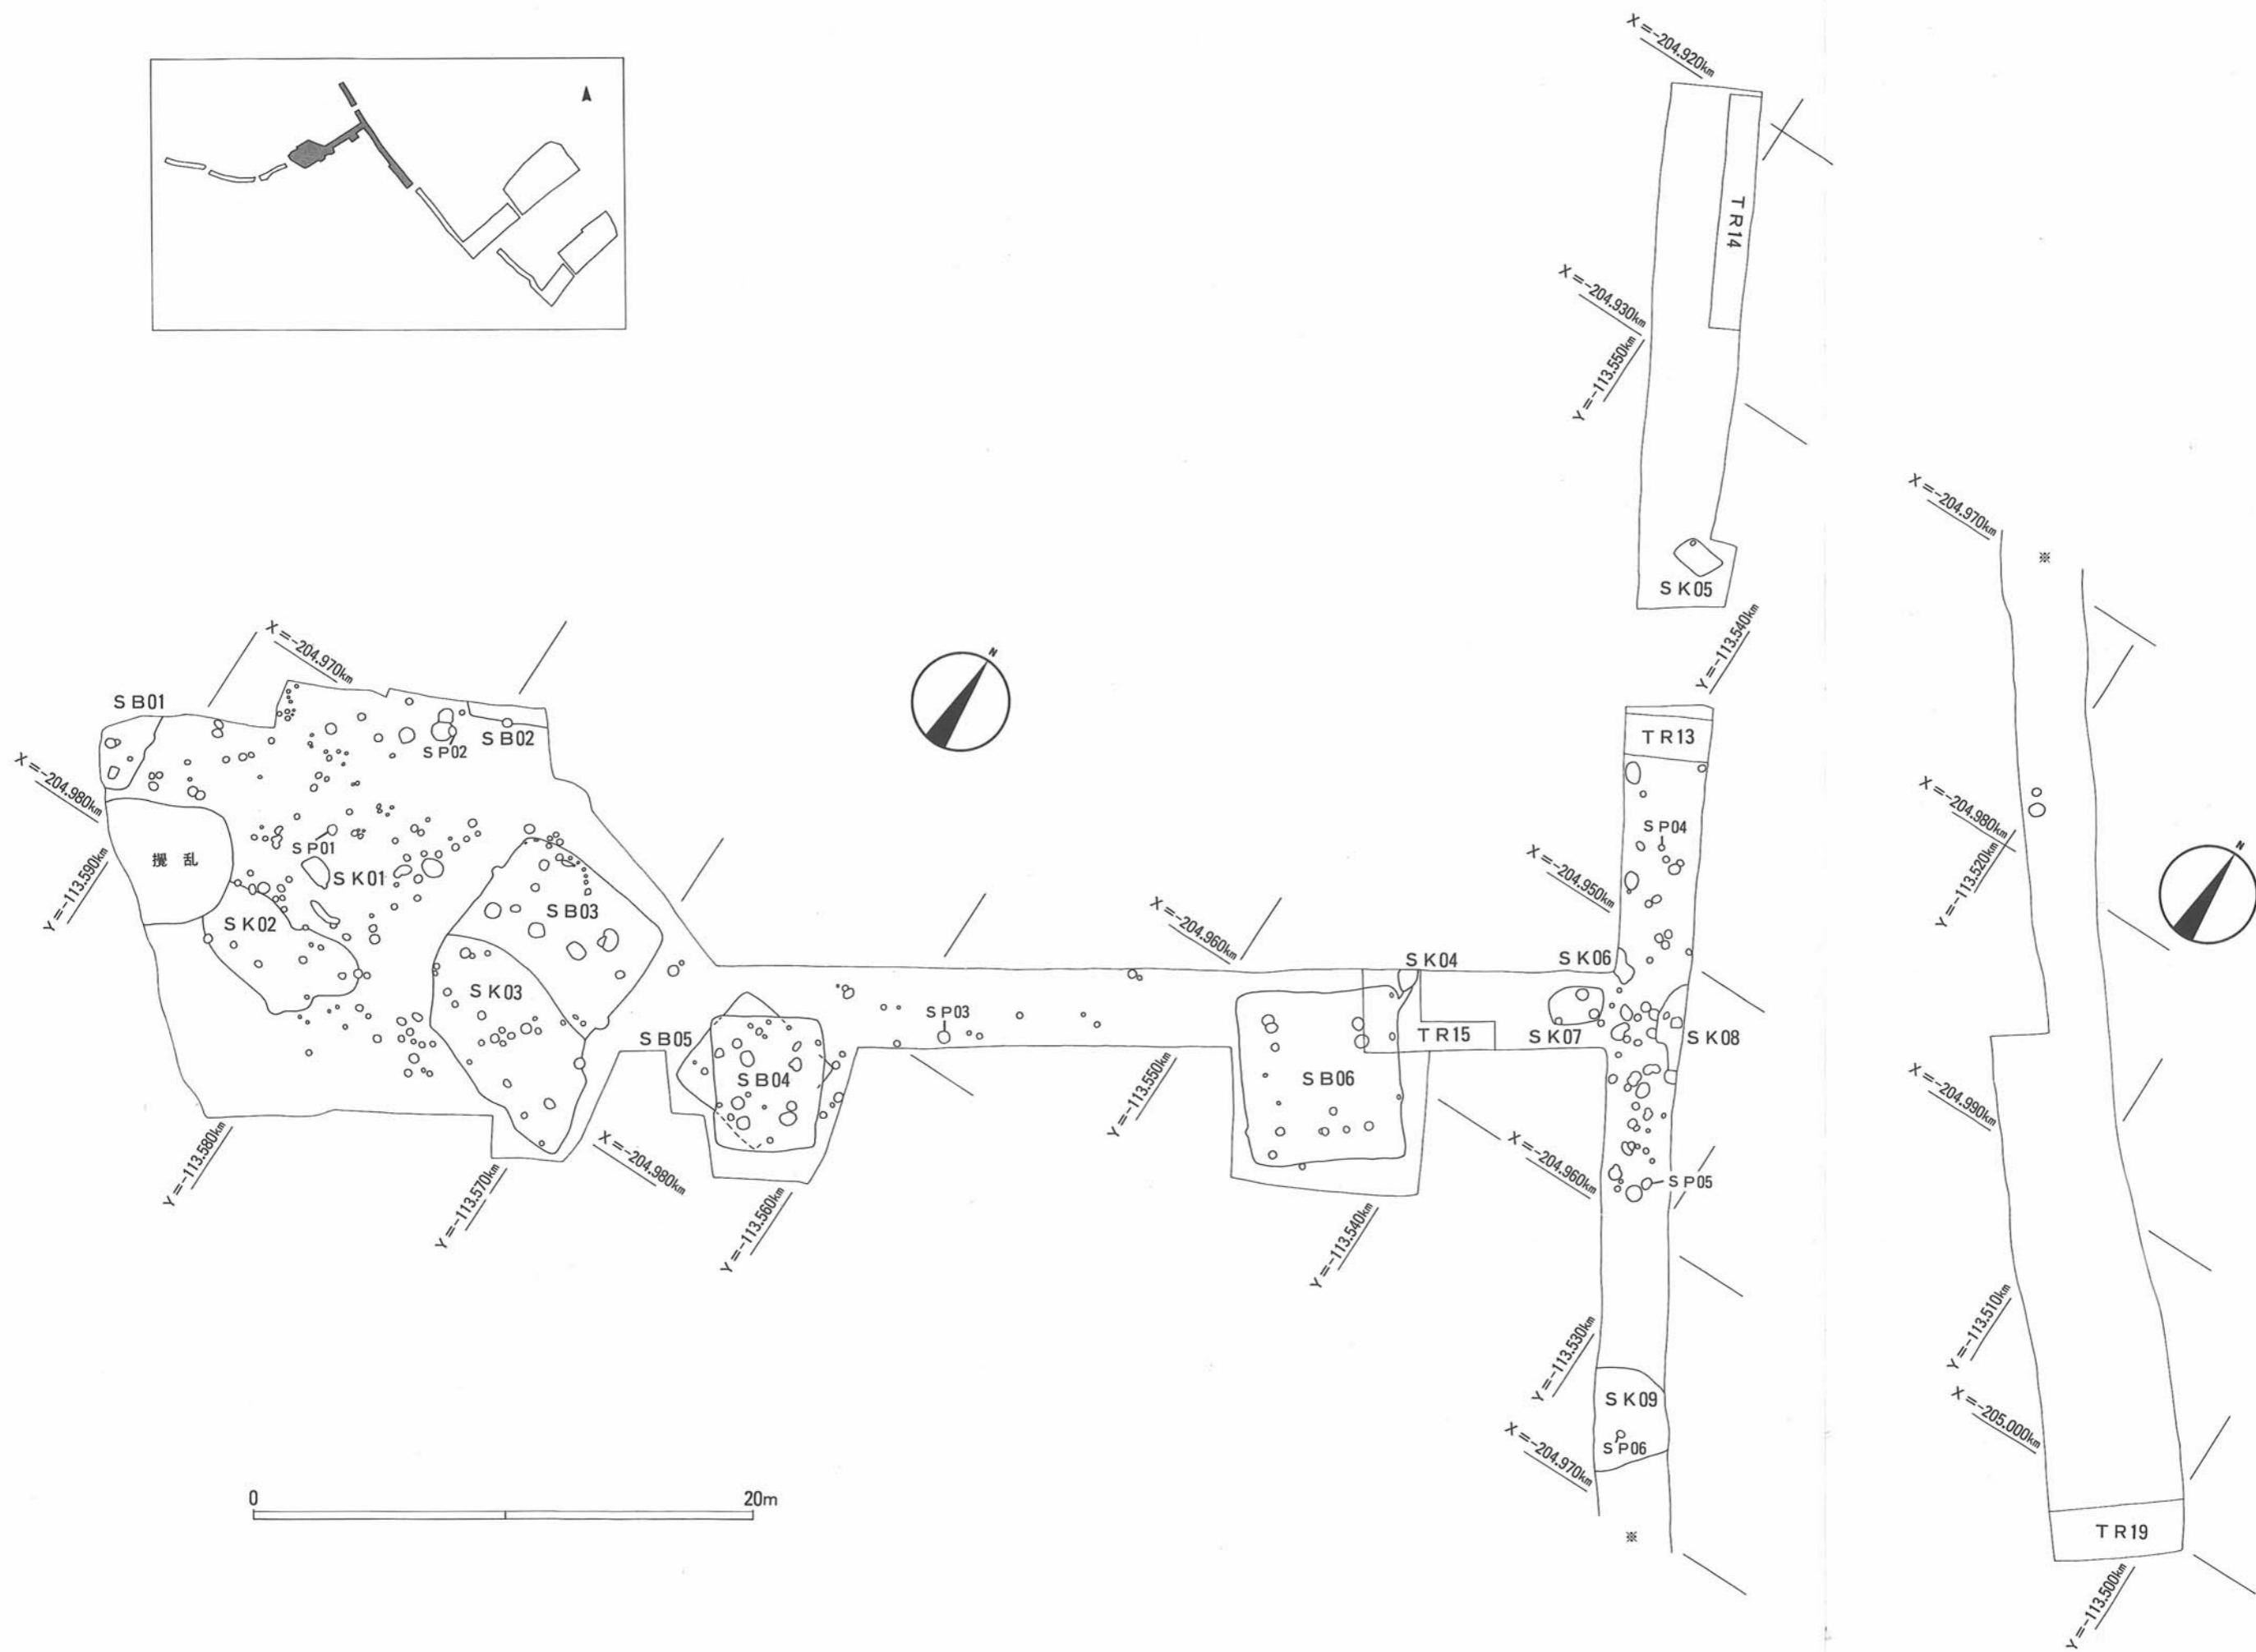 X=-204.920km
TR14
X=-204.930km
Y=-113.550km
SK05
Y=-113.540km
X=-204.970km
※
X=-204.970km
N
SB01
SP02
SB02
TR13
X=-204.980km
X=-204.980km
SP04
SP01
攪乱
SK01
X=-204.950km
N
Y=-113.590km
Y=-113.520km
SB03
SK02
X=-204.960km
SK04
SK06
SK03
SP03
SB05
TR15
SK07
SK08
SB04
SB06
Y=-113.550km
X=-204.990km
Y=-113.580km
X=-204.980km
X=-204.960km
SP05
Y=-113.570km
Y=-113.560km
Y=-113.540km
Y=-113.530km
Y=-113.510km
SK09
X=-205.000km
SP06
X=-204.970km
0
20m
※
TR19
Y=-113.500km